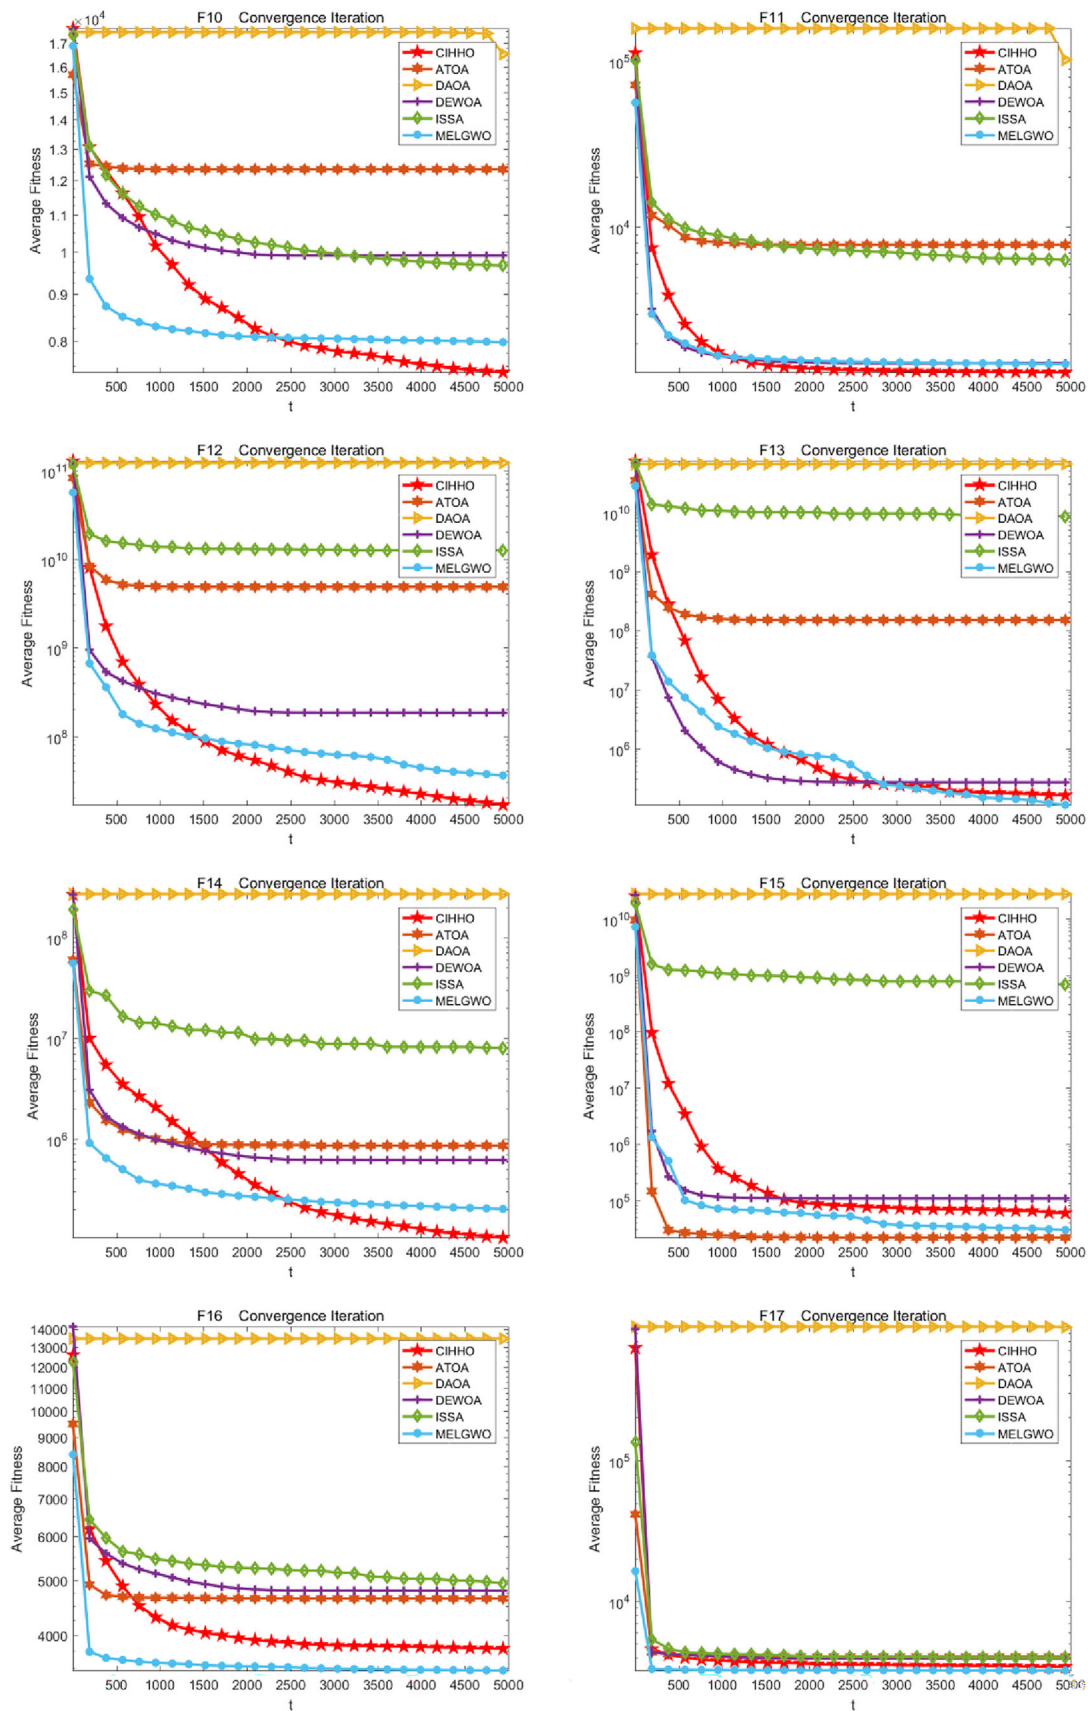 F10 Convergence Iteration
×10^4
1.7
1.6
1.5
1.4
1.3
1.2
1.1
1
0.9
0.8
Average Fitness
CIHHO
ATOA
DAOA
DEWOA
ISSA
MELGWO
500 1000 1500 2000 2500 3000 3500 4000 4500 5000
t
F11 Convergence Iteration
10^5
10^4
Average Fitness
CIHHO
ATOA
DAOA
DEWOA
ISSA
MELGWO
500 1000 1500 2000 2500 3000 3500 4000 4500 5000
t
F12 Convergence Iteration
10^11
10^10
10^9
10^8
Average Fitness
CIHHO
ATOA
DAOA
DEWOA
ISSA
MELGWO
500 1000 1500 2000 2500 3000 3500 4000 4500 5000
t
F13 Convergence Iteration
10^10
10^9
10^8
10^7
10^6
Average Fitness
CIHHO
ATOA
DAOA
DEWOA
ISSA
MELGWO
500 1000 1500 2000 2500 3000 3500 4000 4500 5000
t
F14 Convergence Iteration
10^8
10^7
10^6
Average Fitness
CIHHO
ATOA
DAOA
DEWOA
ISSA
MELGWO
500 1000 1500 2000 2500 3000 3500 4000 4500 5000
t
F15 Convergence Iteration
10^10
10^9
10^8
10^7
10^6
10^5
Average Fitness
CIHHO
ATOA
DAOA
DEWOA
ISSA
MELGWO
500 1000 1500 2000 2500 3000 3500 4000 4500 5000
t
F16 Convergence Iteration
14000
13000
12000
11000
10000
9000
8000
7000
6000
5000
4000
Average Fitness
CIHHO
ATOA
DAOA
DEWOA
ISSA
MELGWO
500 1000 1500 2000 2500 3000 3500 4000 4500 5000
t
F17 Convergence Iteration
10^5
10^4
Average Fitness
CIHHO
ATOA
DAOA
DEWOA
ISSA
MELGWO
500 1000 1500 2000 2500 3000 3500 4000 4500 5000
t